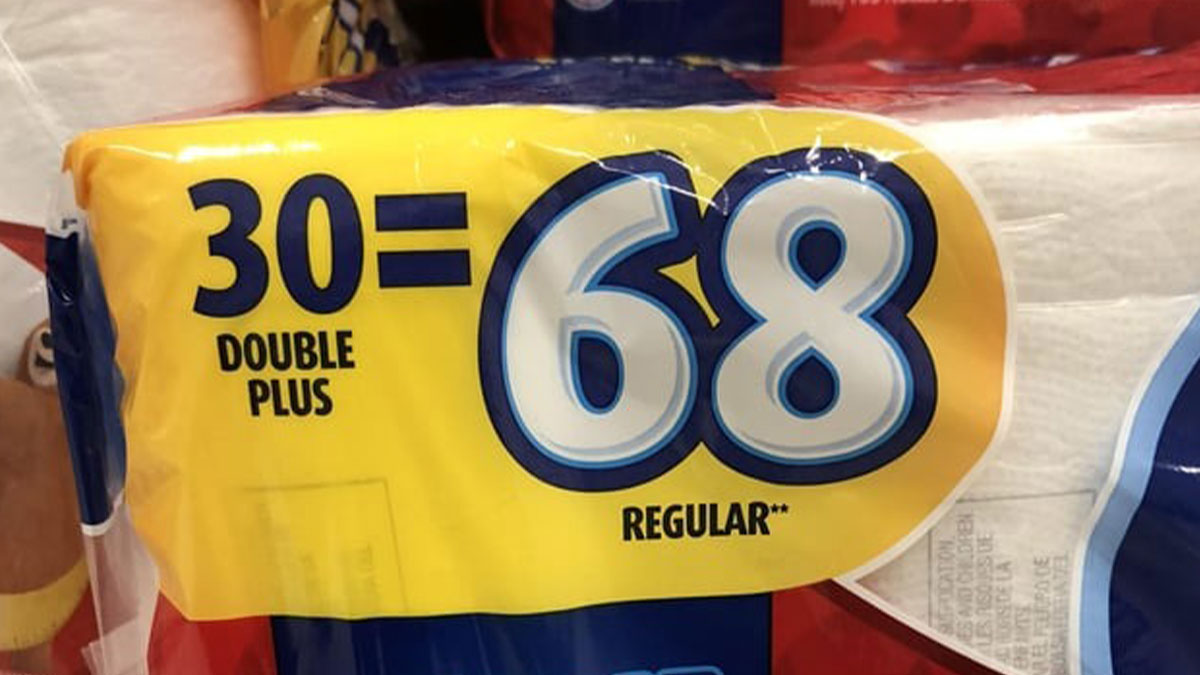 30=68
DOUBLE
PLUS
REGULAR**